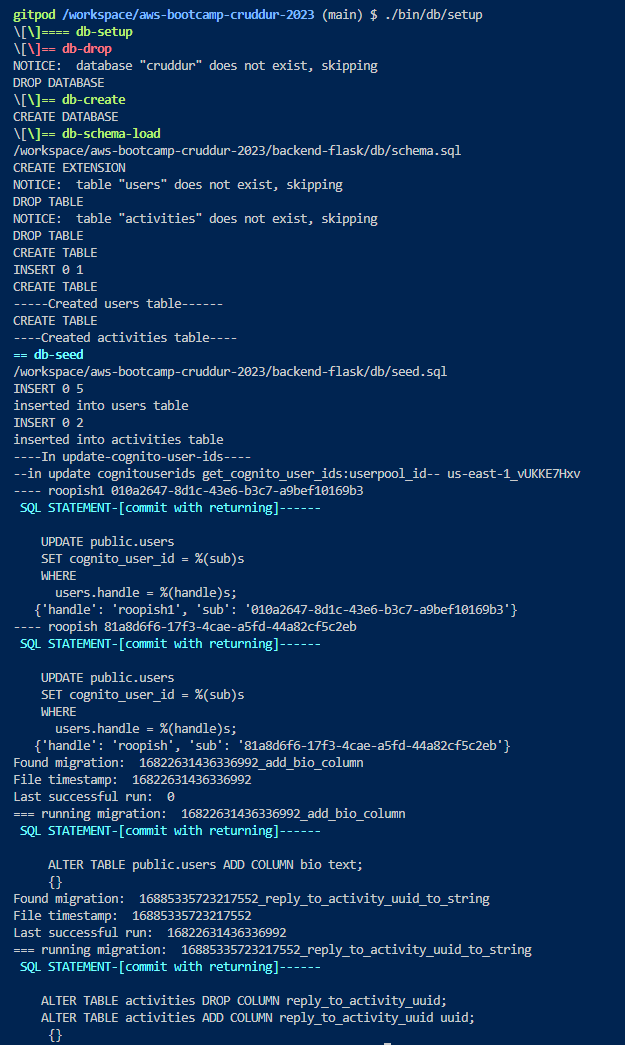 gitpod /workspace/aws-bootcamp-cruddur-2023 (main) $ ./bin/db/setup
\[\]==== db-setup
\[\]== db-drop
NOTICE:  database "cruddur" does not exist, skipping
DROP DATABASE
\[\]== db-create
CREATE DATABASE
\[\]== db-schema-load
/workspace/aws-bootcamp-cruddur-2023/backend-flask/db/schema.sql
CREATE EXTENSION
NOTICE:  table "users" does not exist, skipping
DROP TABLE
NOTICE:  table "activities" does not exist, skipping
DROP TABLE
CREATE TABLE
INSERT 0 1
CREATE TABLE
-----Created users table------
CREATE TABLE
----Created activities table----
== db-seed
/workspace/aws-bootcamp-cruddur-2023/backend-flask/db/seed.sql
INSERT 0 5
inserted into users table
INSERT 0 2
inserted into activities table
----In update-cognito-user-ids----
--in update cognitouserids get_cognito_user_ids:userpool_id-- us-east-1_vUKKE7Hxv
---- roopish1 010a2647-8d1c-43e6-b3c7-a9bef10169b3
 SQL STATEMENT-[commit with returning]------
    UPDATE public.users
    SET cognito_user_id = %(sub)s
    WHERE
      users.handle = %(handle)s;
   {'handle': 'roopish1', 'sub': '010a2647-8d1c-43e6-b3c7-a9bef10169b3'}
---- roopish 81a8d6f6-17f3-4cae-a5fd-44a82cf5c2eb
 SQL STATEMENT-[commit with returning]------
    UPDATE public.users
    SET cognito_user_id = %(sub)s
    WHERE
      users.handle = %(handle)s;
   {'handle': 'roopish', 'sub': '81a8d6f6-17f3-4cae-a5fd-44a82cf5c2eb'}
Found migration:  16822631436336992_add_bio_column
File timestamp:  16822631436336992
Last successful run:  0
=== running migration:  16822631436336992_add_bio_column
 SQL STATEMENT-[commit with returning]------
     ALTER TABLE public.users ADD COLUMN bio text;
     {}
Found migration:  16885335723217552_reply_to_activity_uuid_to_string
File timestamp:  16885335723217552
Last successful run:  16822631436336992
=== running migration:  16885335723217552_reply_to_activity_uuid_to_string
 SQL STATEMENT-[commit with returning]------
    ALTER TABLE activities DROP COLUMN reply_to_activity_uuid;
    ALTER TABLE activities ADD COLUMN reply_to_activity_uuid uuid;
     {}